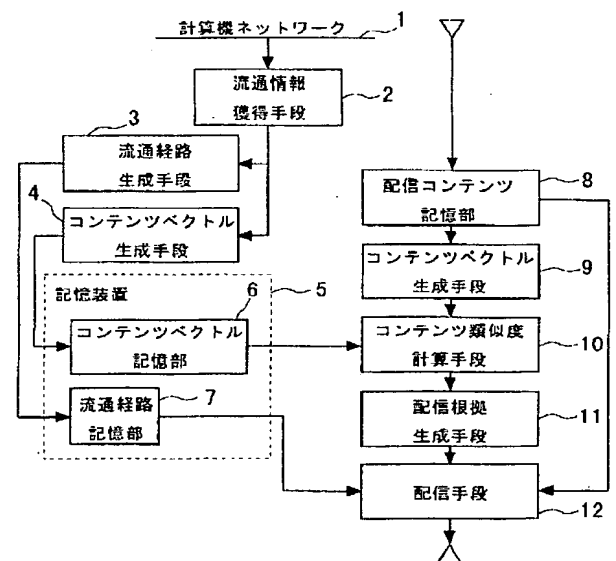 計算機ネットワーク
1
流通情報
獲得手段
2
3
流通経路
生成手段
4
コンテンツベクトル
生成手段
記憶装置
5
6
コンテンツベクトル
記憶部
流通経路
記憶部
7
配信コンテンツ
記憶部
8
コンテンツベクトル
生成手段
9
コンテンツ類似度
計算手段
10
配信根拠
生成手段
11
配信手段
12